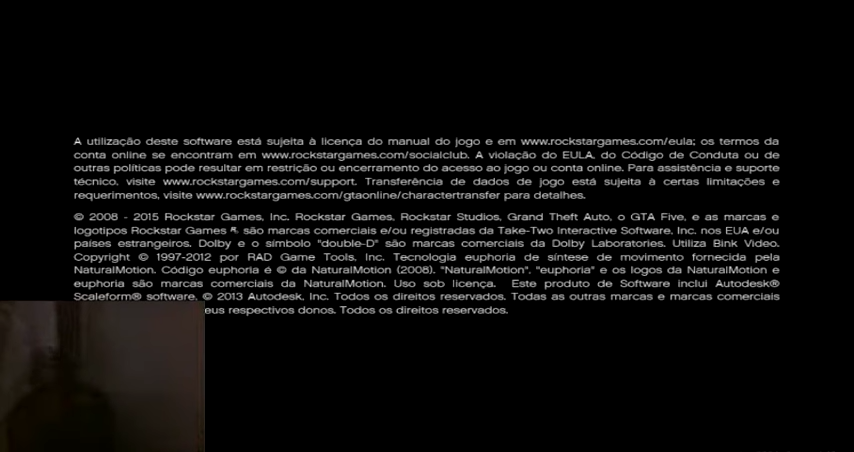 A utilização deste software está sujeita à licença do manual do jogo e em www.rockstargames.com/eula; os termos da
conta online se encontram em www.rockstargames.com/socialclub. A violação do EULA, do Código de Conduta ou de
outras políticas pode resultar em restrição ou encerramento do acesso ao jogo ou conta online. Para assistência e suporte
técnico, visite www.rockstargames.com/support. Transferência de dados de jogo está sujeita à certas limitações e
requerimentos, visite www.rockstargames.com/gtaonline/charactertransfer para detalhes.
© 2008 - 2015 Rockstar Games, Inc. Rockstar Games, Rockstar Studios, Grand Theft Auto, o GTA Five, e as marcas e
logotipos Rockstar Games R* são marcas comerciais e/ou registradas da Take-Two Interactive Software, Inc. nos EUA e/ou
países estrangeiros. Dolby e o símbolo "double-D" são marcas comerciais da Dolby Laboratories. Utiliza Bink Video.
Copyright © 1997-2012 por RAD Game Tools, Inc. Tecnologia euphoria de síntese de movimento fornecida pela
NaturalMotion. Código euphoria é © da NaturalMotion (2008). "NaturalMotion", "euphoria" e os logos da NaturalMotion e
euphoria são marcas comerciais da NaturalMotion. Uso sob licença. Este produto de Software inclui Autodesk®
Scaleform® software, © 2013 Autodesk, Inc. Todos os direitos reservados. Todas as outras marcas e marcas comerciais
eus respectivos donos. Todos os direitos reservados.